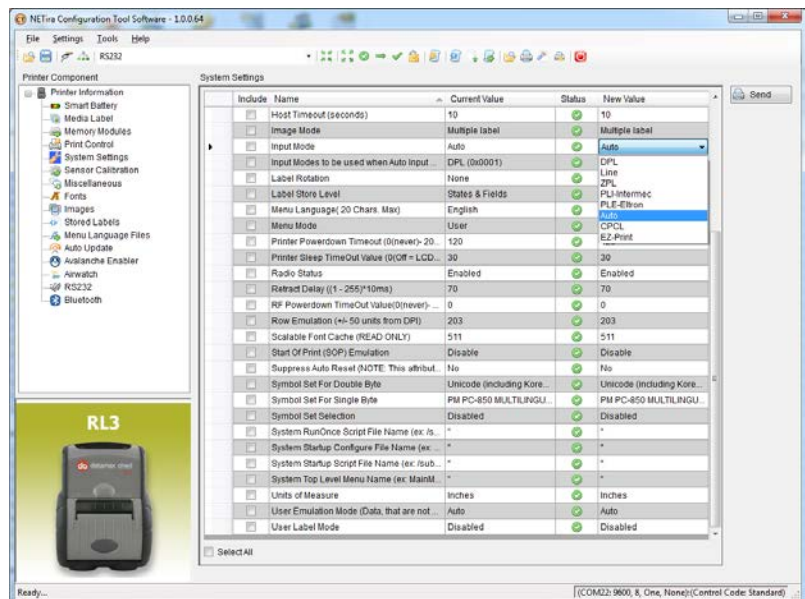 NETira Configuration Tool Software - 1.0.0.64
File Settings Tools Help
RS232
Printer Component
Printer Information
Smart Battery
Media Label
Memory Modules
Print Control
System Settings
Sensor Calibration
Miscellaneous
Fonts
Images
Stored Labels
Menu Language Files
Auto Update
Avalanche Enabler
Airwatch
RS232
Bluetooth
RL3
System Settings
Include Name Current Value Status New Value
Host Timeout (seconds) 10 10
Image Mode Multiple label Multiple label
Input Mode Auto Auto
Input Modes to be used when Auto Input ... DPL (0x0001)
Label Rotation None
Label Store Level States & Fields
Menu Language( 20 Chars. Max) English
Menu Mode User
DPL
Line
ZPL
PLI-Intermec
PLE-Eltron
Auto
CPCL
EZ-Print
Printer Powerdown Timeout (0(never)- 20... 120
Printer Sleep TimeOut Value (0(Off = LCD... 30 30
Radio Status Enabled Enabled
Retract Delay ((1 - 255)*10ms) 70 70
RF Powerdown TimeOut Value(0(never)- ... 0 0
Row Emulation (+/- 50 units from DPI) 203 203
Scalable Font Cache (READ ONLY) 511 511
Start Of Print (SOP) Emulation Disable Disable
Suppress Auto Reset (NOTE: This attribut... No No
Symbol Set For Double Byte Unicode (including Kore... Unicode (including Kore...
Symbol Set For Single Byte PM PC-850 MULTILINGU... PM PC-850 MULTILINGU...
Symbol Set Selection Disabled Disabled
System RunOnce Script File Name (ex: /s... * *
System Startup Configure File Name (ex: ... * *
System Startup Script File Name (ex: /sub... * *
System Top Level Menu Name (ex: MainM... * *
Units of Measure Inches Inches
User Emulation Mode (Data, that are not ... Auto Auto
User Label Mode Disabled Disabled
Select All
Send
Ready...
(COM22: 9600, 8, One, None):(Control Code: Standard)